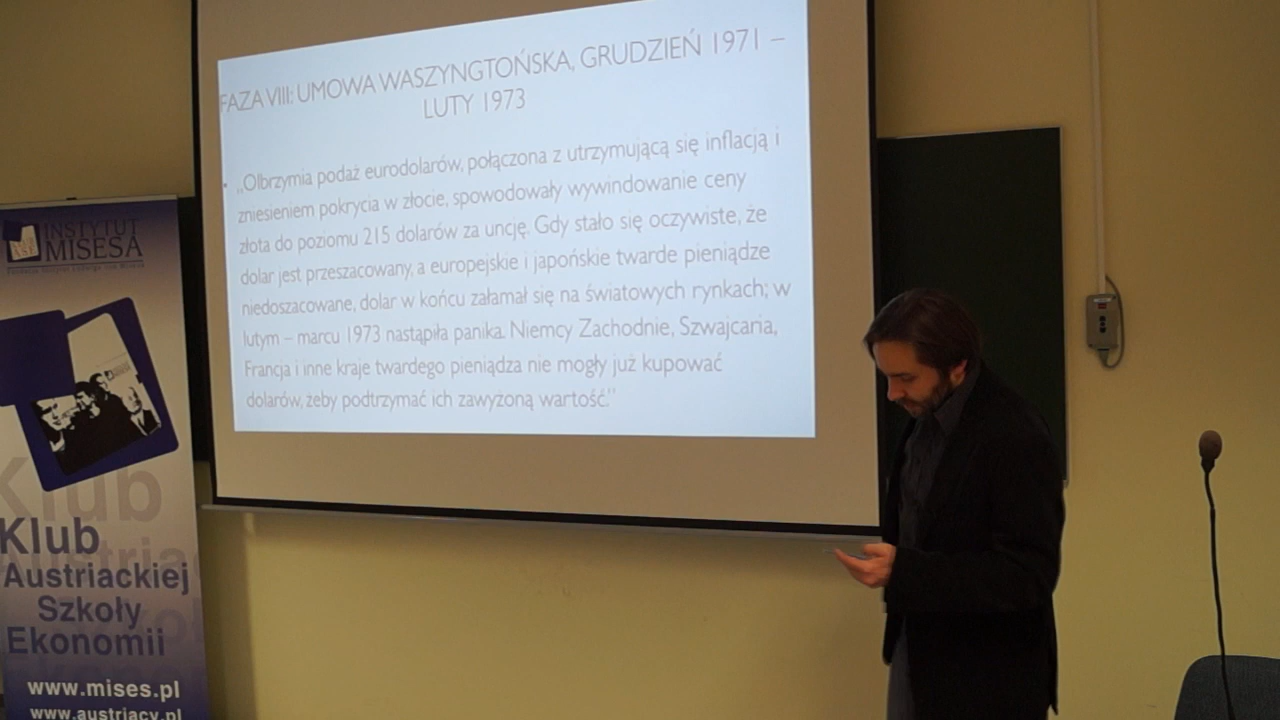 FAZA VIII: UMOWA WASZYNGTOŃSKA, GRUDZIEŃ 1971 –
LUTY 1973
• „Olbrzymia podaż eurodolarów, połączona z utrzymującą się inflacją i
zniesieniem pokrycia w złocie, spowodowały wywindowanie ceny
złota do poziomu 215 dolarów za uncję. Gdy stało się oczywiste, że
dolar jest przeszacowany, a europejskie i japońskie twarde pieniądze
niedoszacowane, dolar w końcu załamał się na światowych rynkach; w
lutym – marcu 1973 nastąpiła panika. Niemcy Zachodnie, Szwajcaria,
Francja i inne kraje twardego pieniądza nie mogły już kupować
dolarów, żeby podtrzymać ich zawyżoną wartość."
INSTYTUT
MISESA
Klub
Klub
Austriackiej
Szkoły
Ekonomii
www.mises.pl
www.austriacy.pl